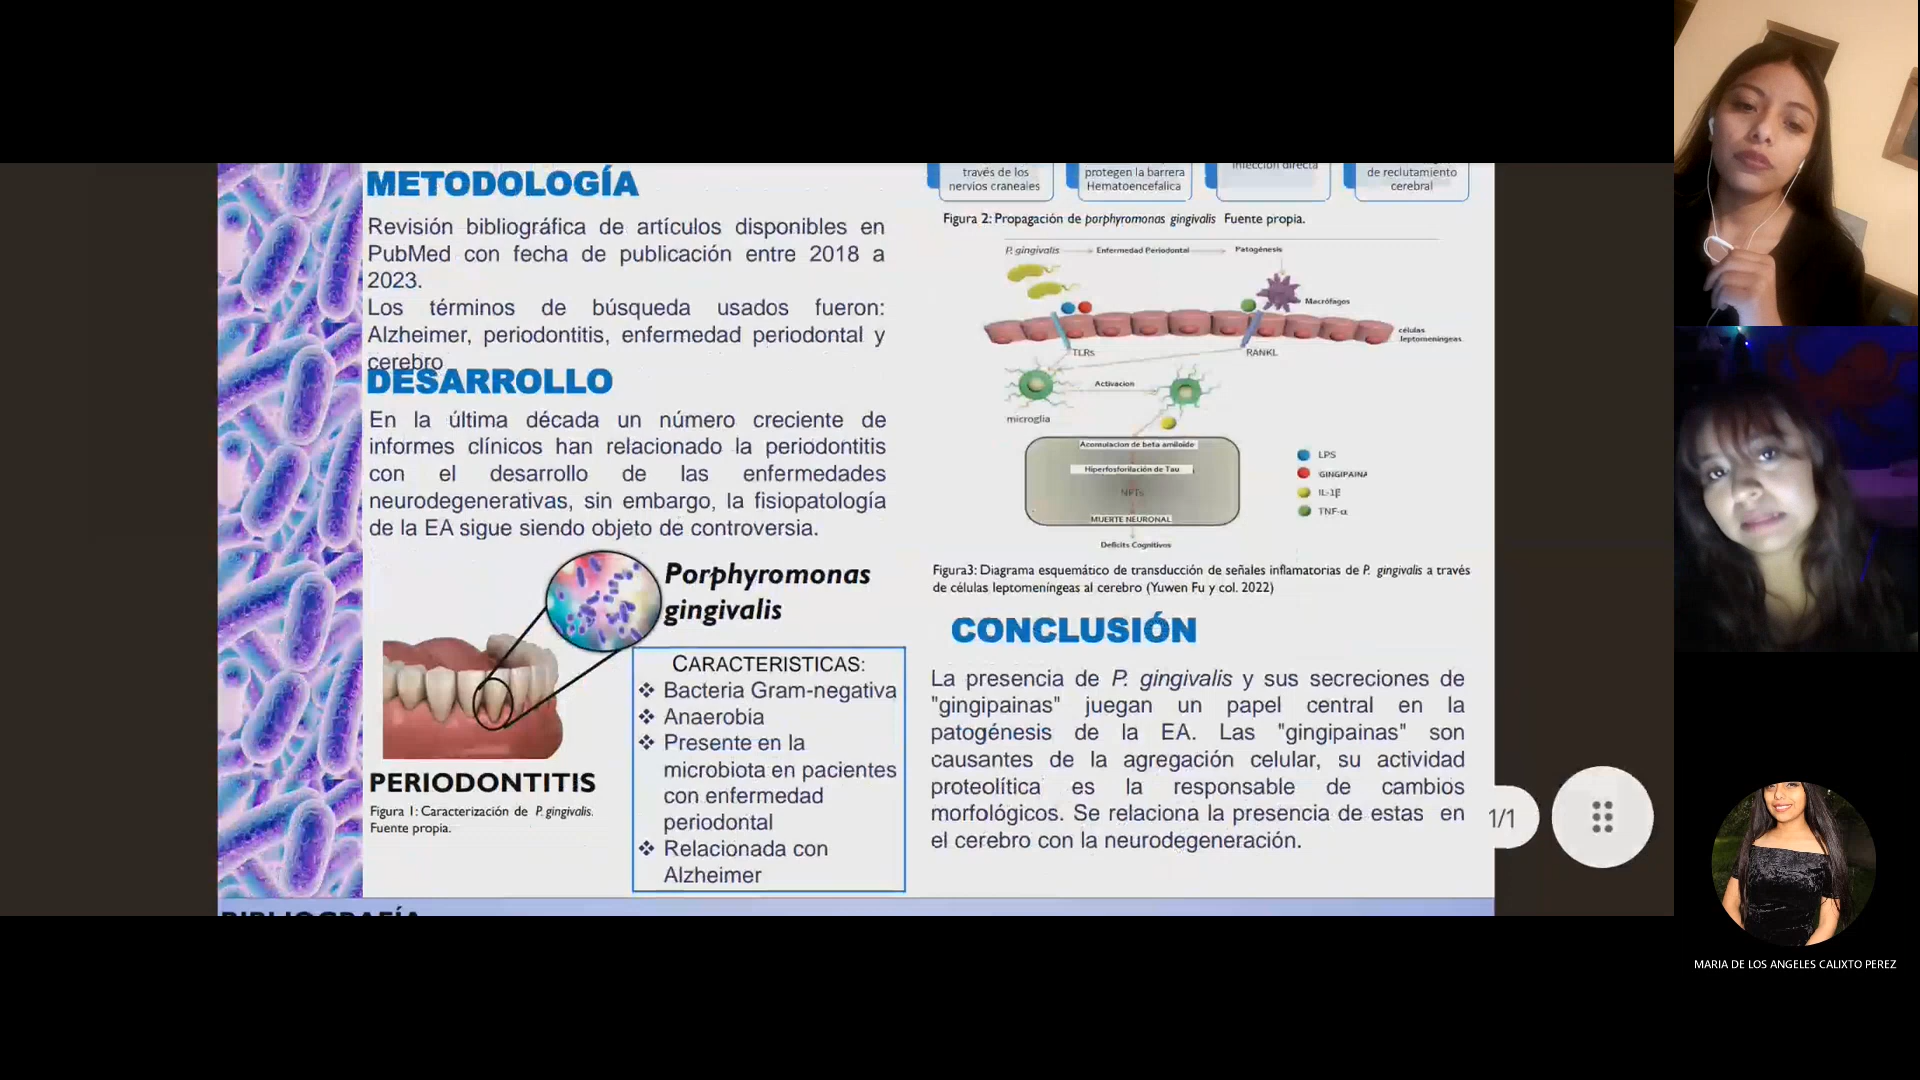 METODOLOGÍA
Revisión bibliográfica de artículos disponibles en
PubMed con fecha de publicación entre 2018 a
2023.
Los términos de búsqueda usados fueron:
Alzheimer, periodontitis, enfermedad periodontal y
cerebro
DESARROLLO
En la última década un número creciente de
informes clínicos han relacionado la periodontitis
con el desarrollo de las enfermedades
neurodegenerativas, sin embargo, la fisiopatología
de la EA sigue siendo objeto de controversia.
Porphyromonas
gingivalis
CARACTERISTICAS:
❖ Bacteria Gram-negativa
❖ Anaerobia
❖ Presente en la
microbiota en pacientes
con enfermedad
periodontal
❖ Relacionada con
Alzheimer
PERIODONTITIS
Figura 1: Caracterización de P. gingivalis.
Fuente propia.
través de los
nervios craneales
protegen la barrera
Hematoencefalica
infección directa
de reclutamiento
cerebral
Figura 2: Propagación de porphyromonas gingivalis Fuente propia.
P. gingivalis
Enfermedad Periodontal
Patogénesis
Macrófagos
células
leptomeningeas
TLRs
RANKL
Activacion
microglia
Acomulacion de beta amiloide
Hiperfosforilación de Tau
NFTs
MUERTE NEURONAL
Deficits Cognitivos
LPS
GINGIPAINA
IL-1β
TNF-α
Figura3: Diagrama esquemático de transducción de señales inflamatorias de P. gingivalis a través
de células leptomeníngeas al cerebro (Yuwen Fu y col. 2022)
CONCLUSIÓN
La presencia de P. gingivalis y sus secreciones de
"gingipainas" juegan un papel central en la
patogénesis de la EA. Las "gingipainas" son
causantes de la agregación celular, su actividad
proteolítica es la responsable de cambios
morfológicos. Se relaciona la presencia de estas en
el cerebro con la neurodegeneración.
BIBLIOGRAFÍA
1/1
MARIA DE LOS ANGELES CALIXTO PEREZ